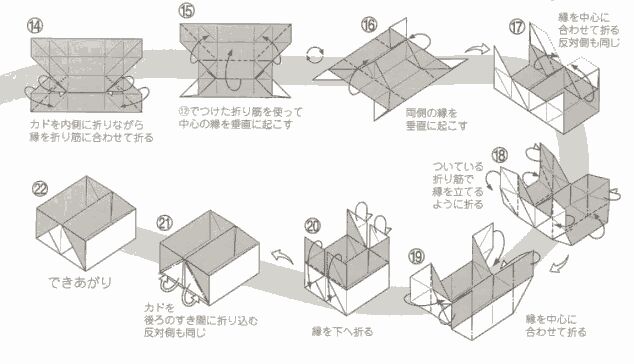 ⑭
カドを内側に折りながら
縁を折り筋に合わせて折る
⑮
⑫でつけた折り筋を使って
中心の縁を垂直に起こす
⑯
両側の縁を
垂直に起こす
⑰
縁を中心に
合わせて折る
反対側も同じ
⑱
ついている
折り筋で
縁を立てる
ように折る
⑲
縁を中心に
合わせて折る
⑳
縁を下へ折る
㉑
カドを
後ろのすき間に折り込む
反対側も同じ
㉒
できあがり